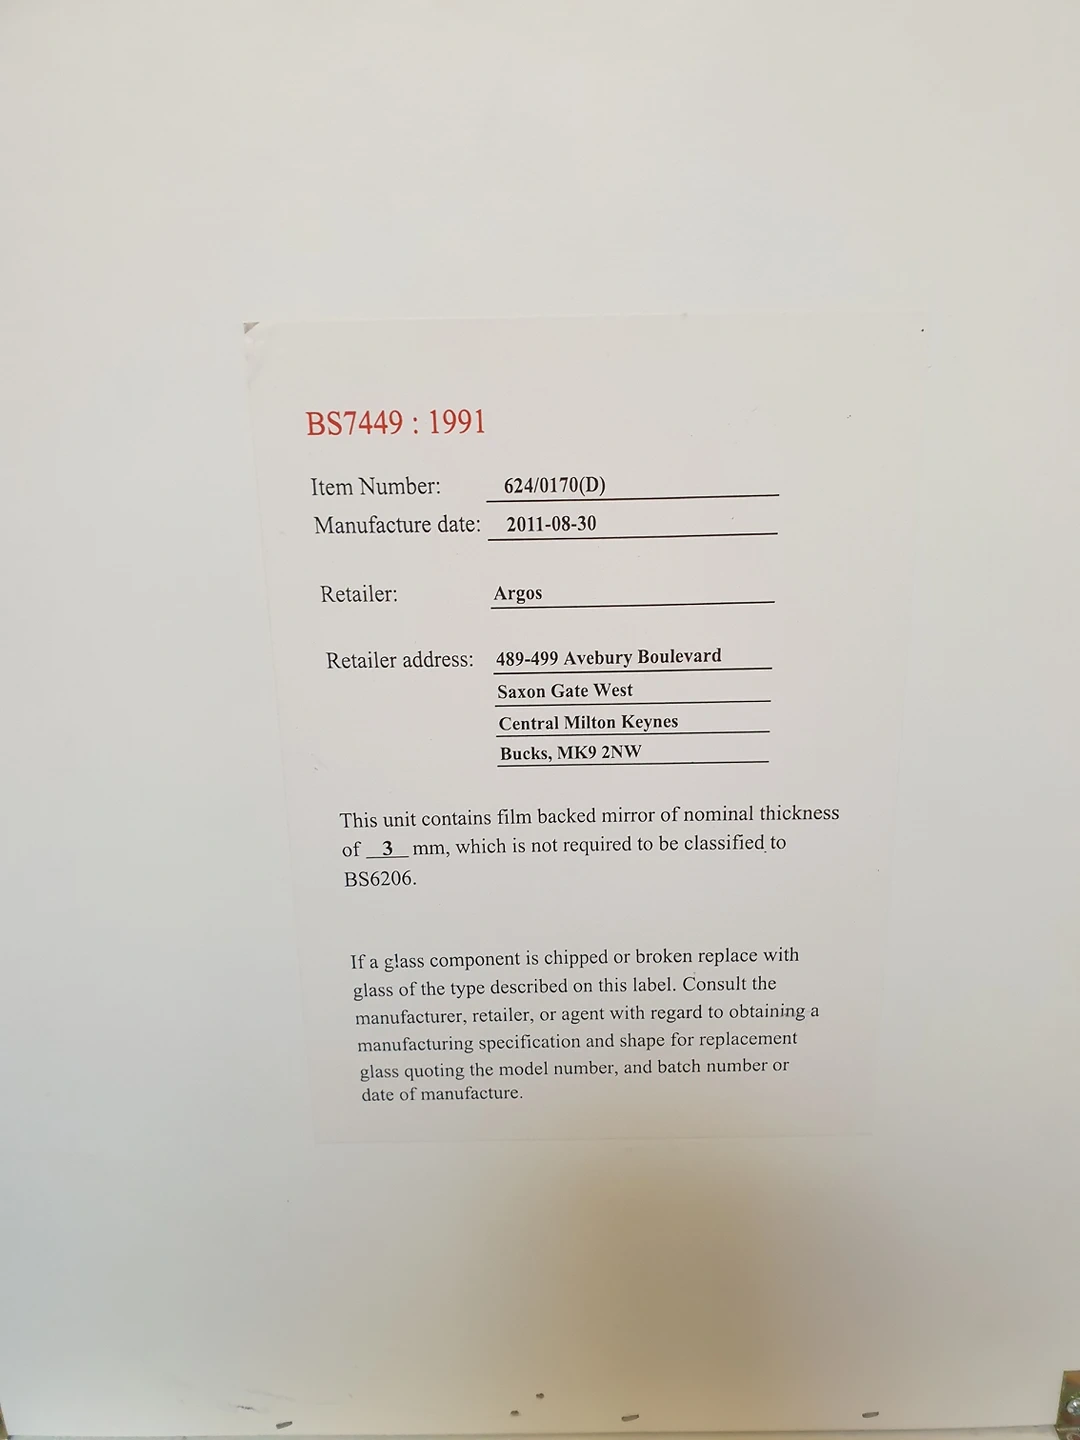 BS7449 : 1991
Item Number: 624/0170(D)
Manufacture date: 2011-08-30
Retailer: Argos
Retailer address: 489-499 Avebury Boulevard
Saxon Gate West
Central Milton Keynes
Bucks, MK9 2NW
This unit contains film backed mirror of nominal thickness
of 3 mm, which is not required to be classified to
BS6206.
If a glass component is chipped or broken replace with
glass of the type described on this label. Consult the
manufacturer, retailer, or agent with regard to obtaining a
manufacturing specification and shape for replacement
glass quoting the model number, and batch number or
date of manufacture.